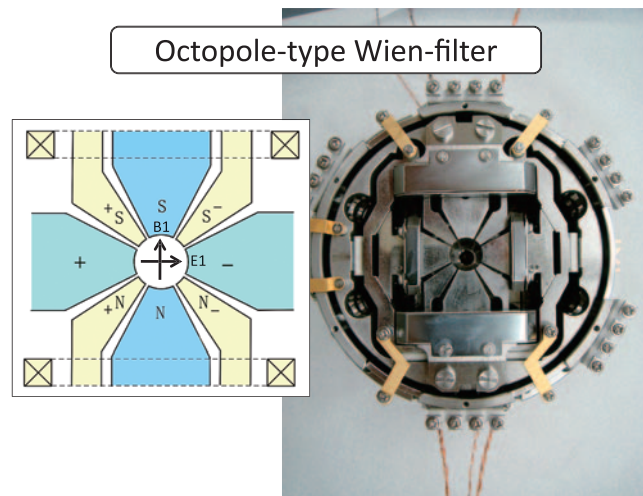 Octopole-type Wien-filter
+ S S S -
B1
+ E1 -
+ N N N -